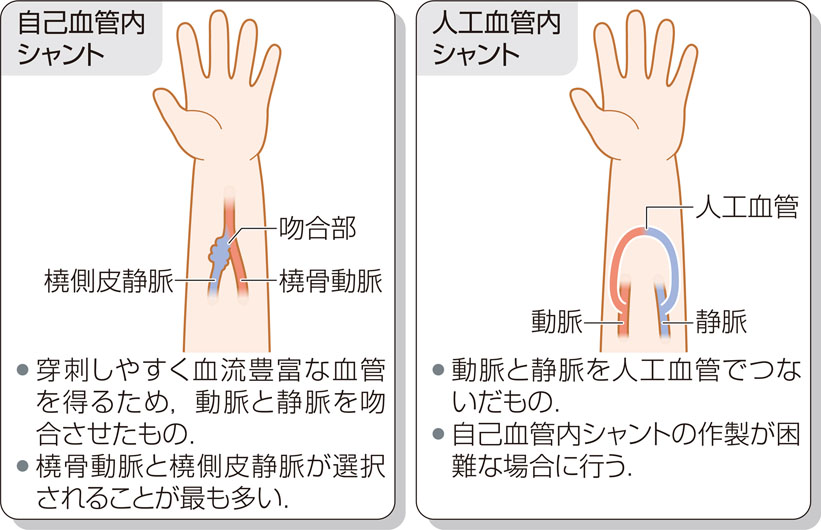 自己血管内
シャント
吻合部
橈側皮静脈
橈骨動脈
● 穿刺しやすく血流豊富な血管
を得るため，動脈と静脈を吻
合させたもの．
● 橈骨動脈と橈側皮静脈が選択
されることが最も多い．
人工血管内
シャント
人工血管
動脈
静脈
● 動脈と静脈を人工血管でつな
いだもの．
● 自己血管内シャントの作製が困
難な場合に行う．